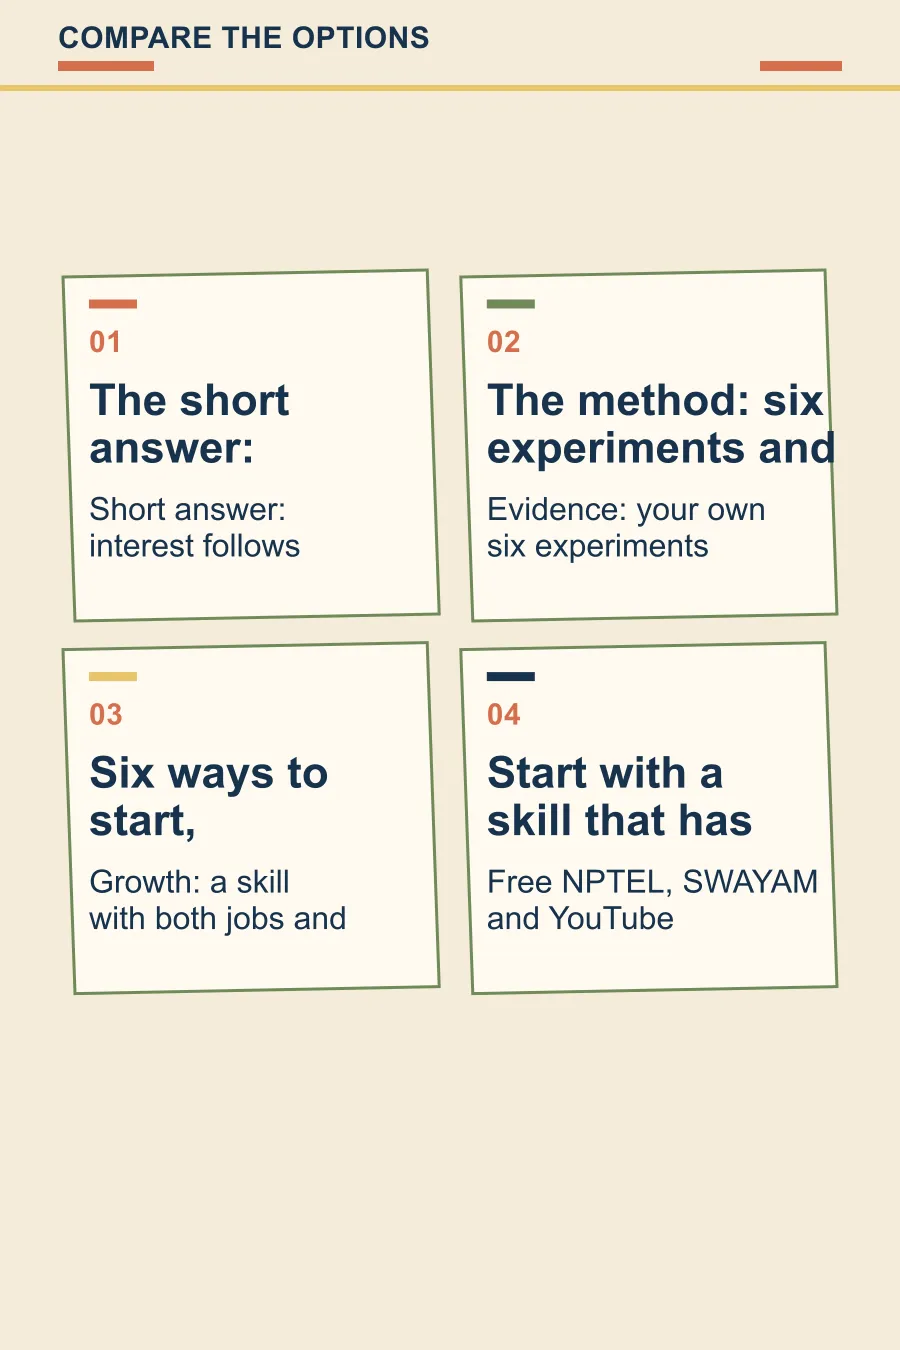 COMPARE THE OPTIONS
01
The short
answer:
Short answer:
interest follows
02
The method: six
experiments and
Evidence: your own
six experiments
03
Six ways to
start,
Growth: a skill
with both jobs and
04
Start with a
skill that has
Free NPTEL, SWAYAM
and YouTube